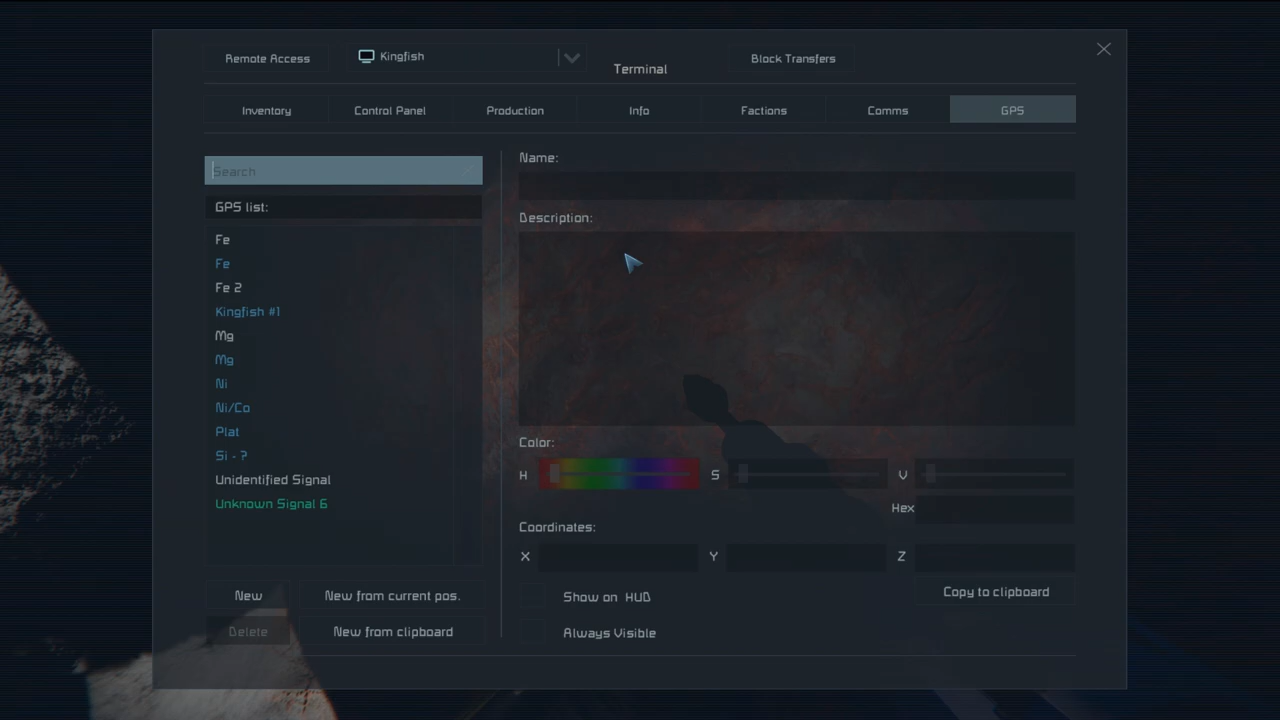 Remote Access
Kingfish
Terminal
Block Transfers
Inventory
Control Panel
Production
Info
Factions
Comms
GPS
Search
GPS list:
Fe
Fe
Fe 2
Kingfish #1
Mg
Mg
Ni
Ni/Co
Plat
Si - ?
Unidentified Signal
Unknown Signal 6
New
New from current pos.
Delete
New from clipboard
Name:
Description:
Color:
H
S
V
Hex
Coordinates:
X
Y
Z
Show on HUD
Copy to clipboard
Always Visible